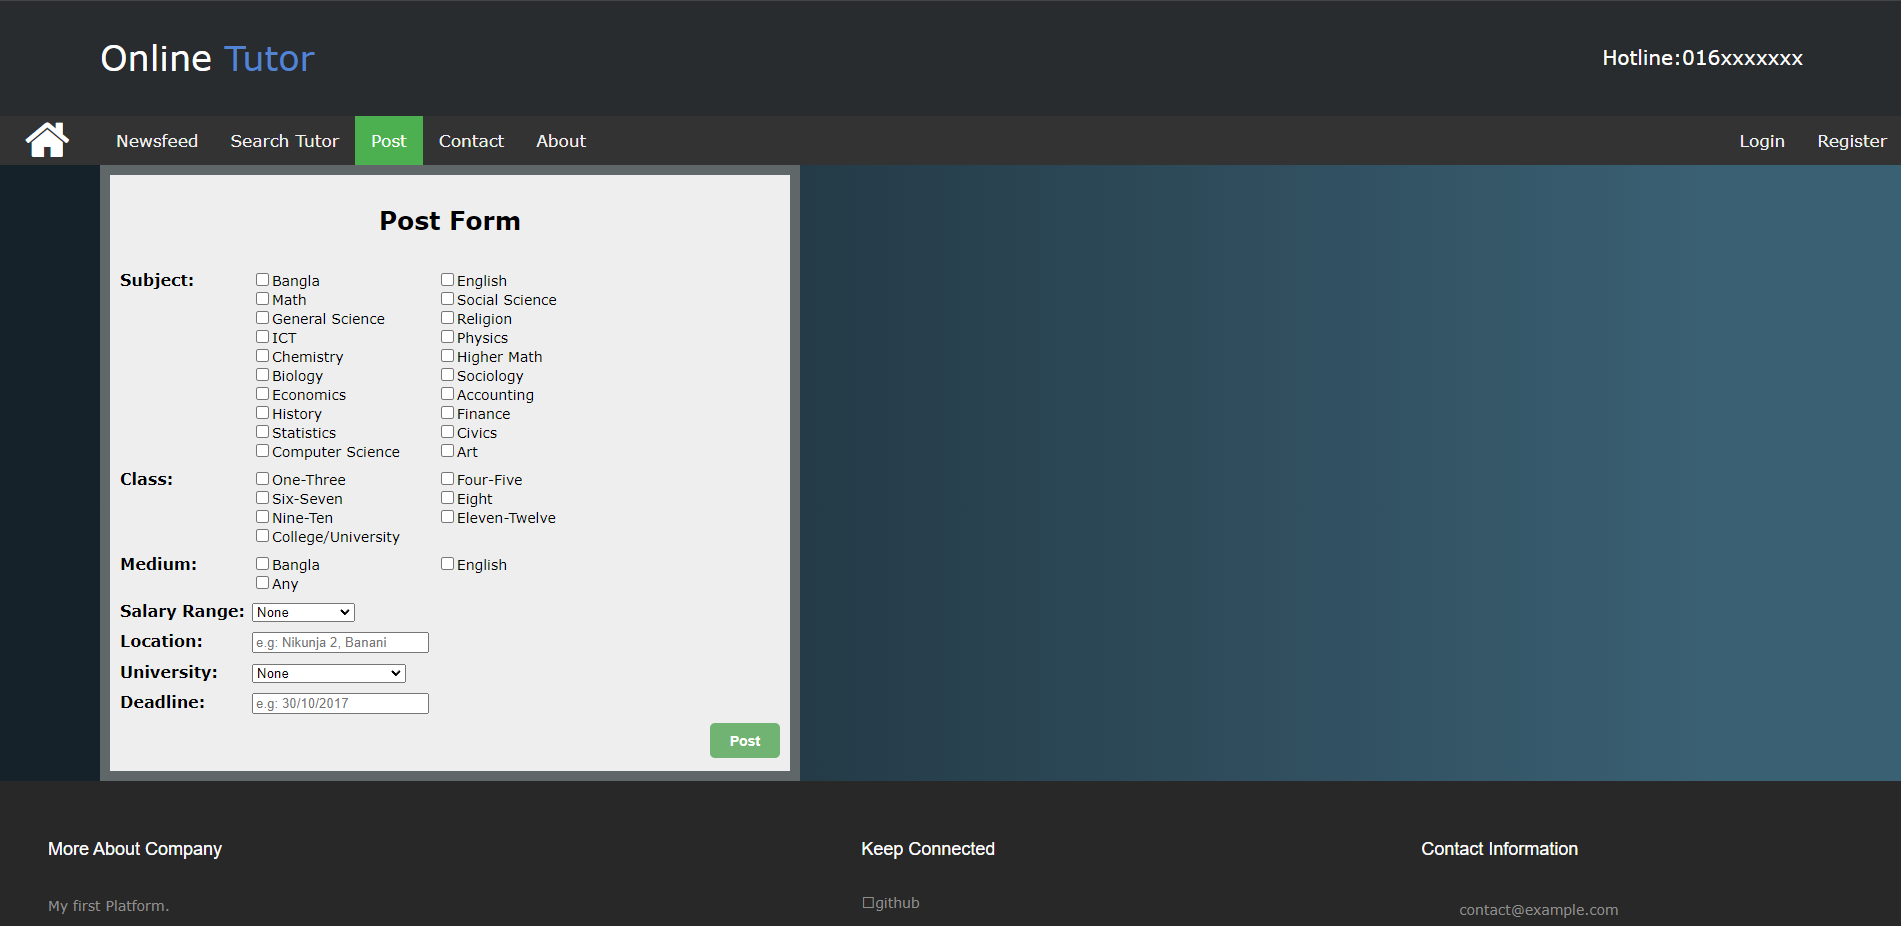 Online Tutor
Hotline:016xxxxxxx
Newsfeed Search Tutor Post Contact About Login Register
Post Form
Subject: Bangla English
Math Social Science
General Science Religion
ICT Physics
Chemistry Higher Math
Biology Sociology
Economics Accounting
History Finance
Statistics Civics
Computer Science Art
Class: One-Three Four-Five
Six-Seven Eight
Nine-Ten Eleven-Twelve
College/University
Medium: Bangla English
Any
Salary Range: None
Location: e.g: Nikunja 2, Banani
University: None
Deadline: e.g: 30/10/2017
Post
More About Company Keep Connected Contact Information
My first Platform.
github
contact@example.com